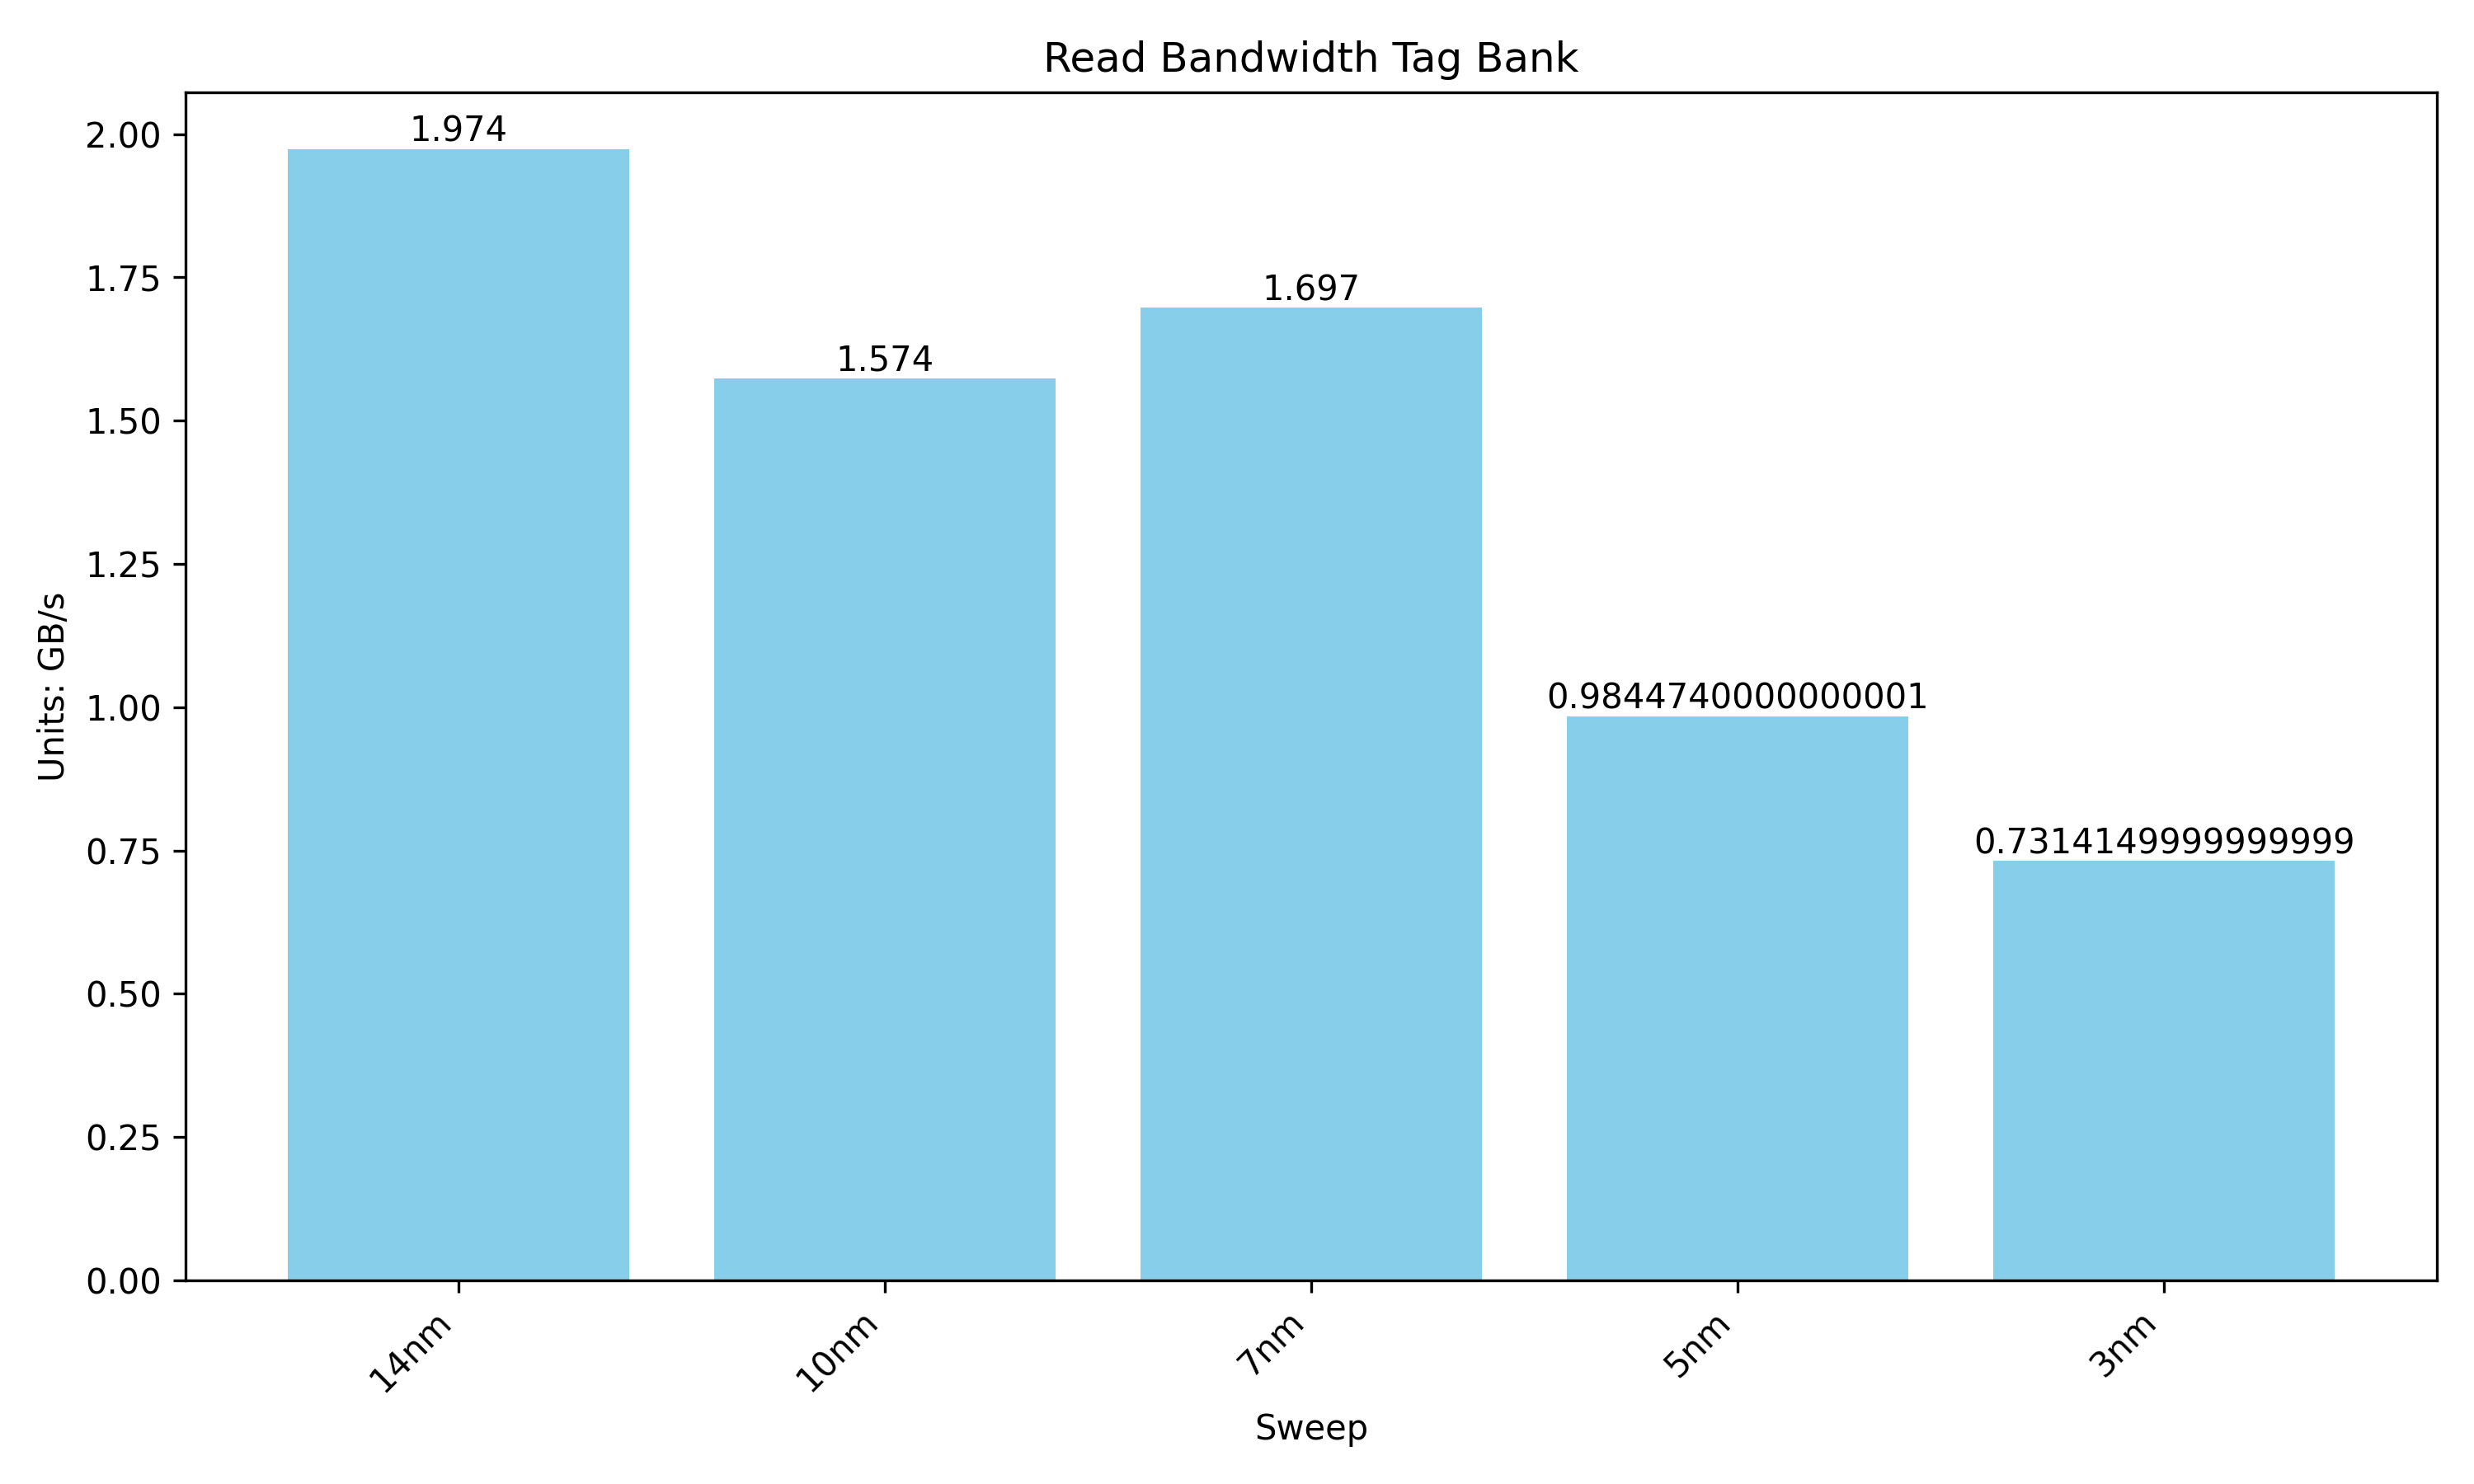 Read Bandwidth Tag Bank
Units: GB/s
2.00
1.75
1.50
1.25
1.00
0.75
0.50
0.25
0.00
1.974
1.574
1.697
0.9844740000000001
0.7314149999999999
14nm
10nm
7nm
5nm
3nm
Sweep